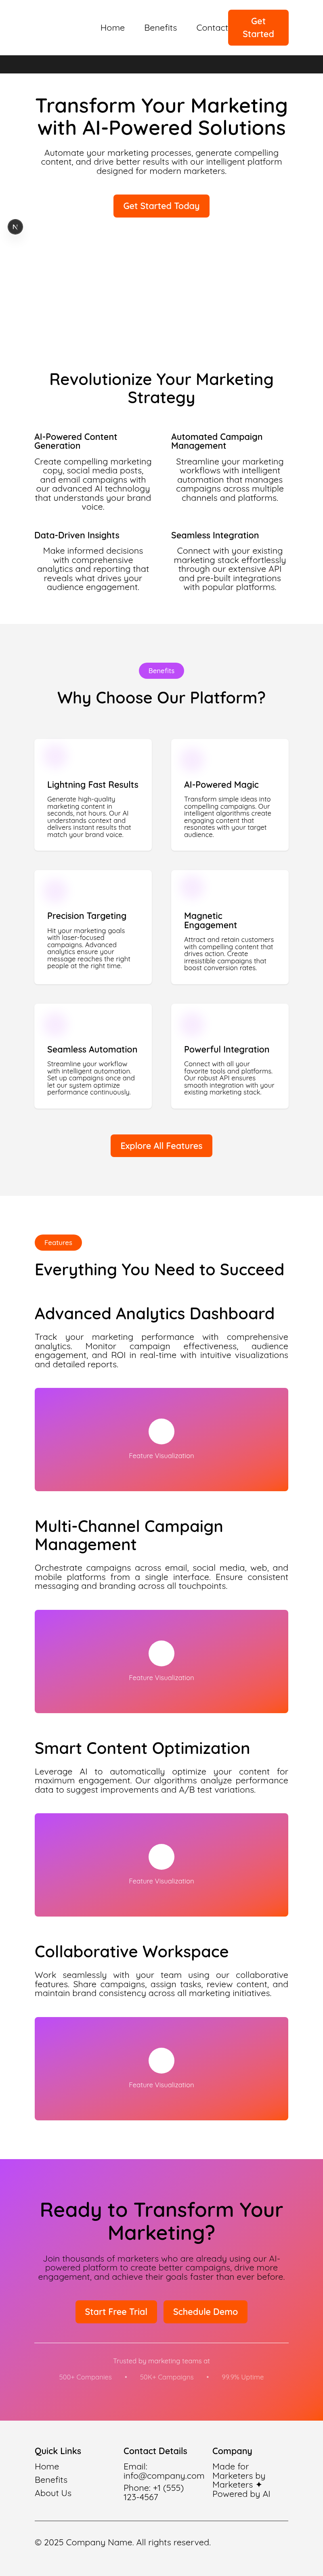 Home Benefits Contact
Get
Started
Transform Your Marketing
with AI-Powered Solutions
Automate your marketing processes, generate compelling
content, and drive better results with our intelligent platform
designed for modern marketers.
Get Started Today
N
Revolutionize Your Marketing
Strategy
AI-Powered Content
Generation
Create compelling marketing
copy, social media posts,
and email campaigns with
our advanced AI technology
that understands your brand
voice.
Automated Campaign
Management
Streamline your marketing
workflows with intelligent
automation that manages
campaigns across multiple
channels and platforms.
Data-Driven Insights
Make informed decisions
with comprehensive
analytics and reporting that
reveals what drives your
audience engagement.
Seamless Integration
Connect with your existing
marketing stack effortlessly
through our extensive API
and pre-built integrations
with popular platforms.
Benefits
Why Choose Our Platform?
Lightning Fast Results
Generate high-quality
marketing content in
seconds, not hours. Our AI
understands context and
delivers instant results that
match your brand voice.
AI-Powered Magic
Transform simple ideas into
compelling campaigns. Our
intelligent algorithms create
engaging content that
resonates with your target
audience.
Precision Targeting
Hit your marketing goals
with laser-focused
campaigns. Advanced
analytics ensure your
message reaches the right
people at the right time.
Magnetic
Engagement
Attract and retain customers
with compelling content that
drives action. Create
irresistible campaigns that
boost conversion rates.
Seamless Automation
Streamline your workflow
with intelligent automation.
Set up campaigns once and
let our system optimize
performance continuously.
Powerful Integration
Connect with all your
favorite tools and platforms.
Our robust API ensures
smooth integration with your
existing marketing stack.
Explore All Features
Features
Everything You Need to Succeed
Advanced Analytics Dashboard
Track your marketing performance with comprehensive
analytics. Monitor campaign effectiveness, audience
engagement, and ROI in real-time with intuitive visualizations
and detailed reports.
Feature Visualization
Multi-Channel Campaign
Management
Orchestrate campaigns across email, social media, web, and
mobile platforms from a single interface. Ensure consistent
messaging and branding across all touchpoints.
Feature Visualization
Smart Content Optimization
Leverage AI to automatically optimize your content for
maximum engagement. Our algorithms analyze performance
data to suggest improvements and A/B test variations.
Feature Visualization
Collaborative Workspace
Work seamlessly with your team using our collaborative
features. Share campaigns, assign tasks, review content, and
maintain brand consistency across all marketing initiatives.
Feature Visualization
Ready to Transform Your
Marketing?
Join thousands of marketers who are already using our AI-
powered platform to create better campaigns, drive more
engagement, and achieve their goals faster than ever before.
Start Free Trial
Schedule Demo
Trusted by marketing teams at
500+ Companies • 50K+ Campaigns • 99.9% Uptime
Quick Links
Home
Benefits
About Us
Contact Details
Email:
info@company.com
Phone: +1 (555)
123-4567
Company
Made for
Marketers by
Marketers ✦
Powered by AI
© 2025 Company Name. All rights reserved.